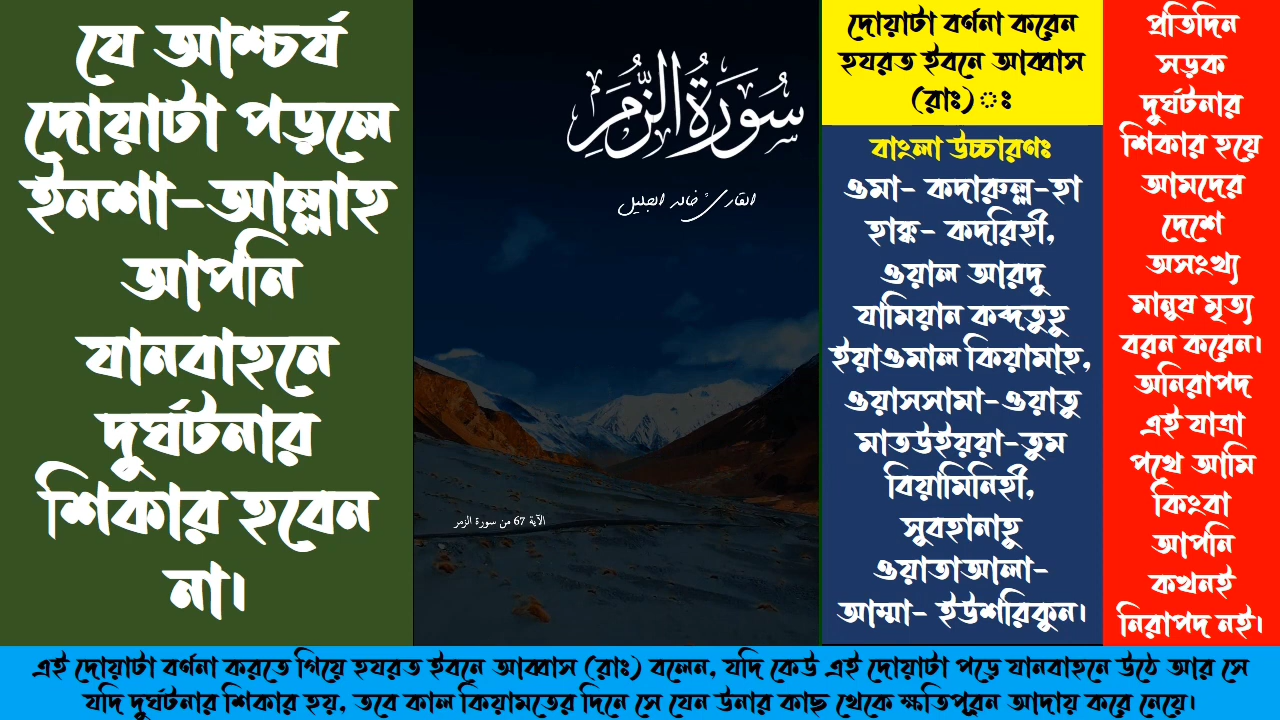 যে আশ্চর্য
দোয়াটা পড়লে
ইনশা-আল্লাহ
আপনি
যানবাহনে
দুর্ঘটনার
শিকার হবেন
না।
سُورَةُ الزُّمَرِ
القارئ خالد الجليل
الآية 67 من سورة الزمر
দোয়াটা বর্ণনা করেন
হযরত ইবনে আব্বাস
(রাঃ)ঃ
বাংলা উচ্চারণঃ
ওমা- কদারুল্ল-হা
হাক্ক- কদরিহী,
ওয়াল আরদু
যামিয়ান কব্দতুহু
ইয়াওমাল কিয়ামা্হ,
ওয়াসসামা-ওয়াতু
মাতউইয়য়া-তুম
বিয়ামিনিহী,
সুবহানাহু
ওয়াতাআলা-
আম্মা- ইউশরিকুন।
প্রতিদিন
সড়ক
দুর্ঘটনার
শিকার হয়ে
আমদের
দেশে
অসংখ্য
মানুষ মৃত্য
বরন করেন।
অনিরাপদ
এই যাত্রা
পথে আমি
কিংবা
আপনি
কখনই
নিরাপদ নই।
এই দোয়াটা বর্ণনা করতে গিয়ে হযরত ইবনে আব্বাস (রাঃ) বলেন, যদি কেউ এই দোয়াটা পড়ে যানবাহনে উঠে আর সে
যদি দুর্ঘটনার শিকার হয়, তবে কাল কিয়ামতের দিনে সে যেন উনার কাছ থেকে ক্ষতিপূরন আদায় করে নেয়ে।